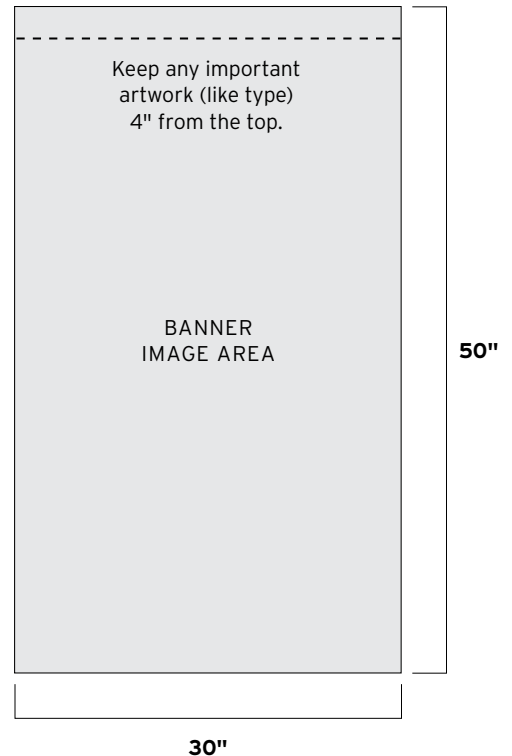 Keep any important
artwork (like type)
4" from the top.
BANNER
IMAGE AREA
50"
30"